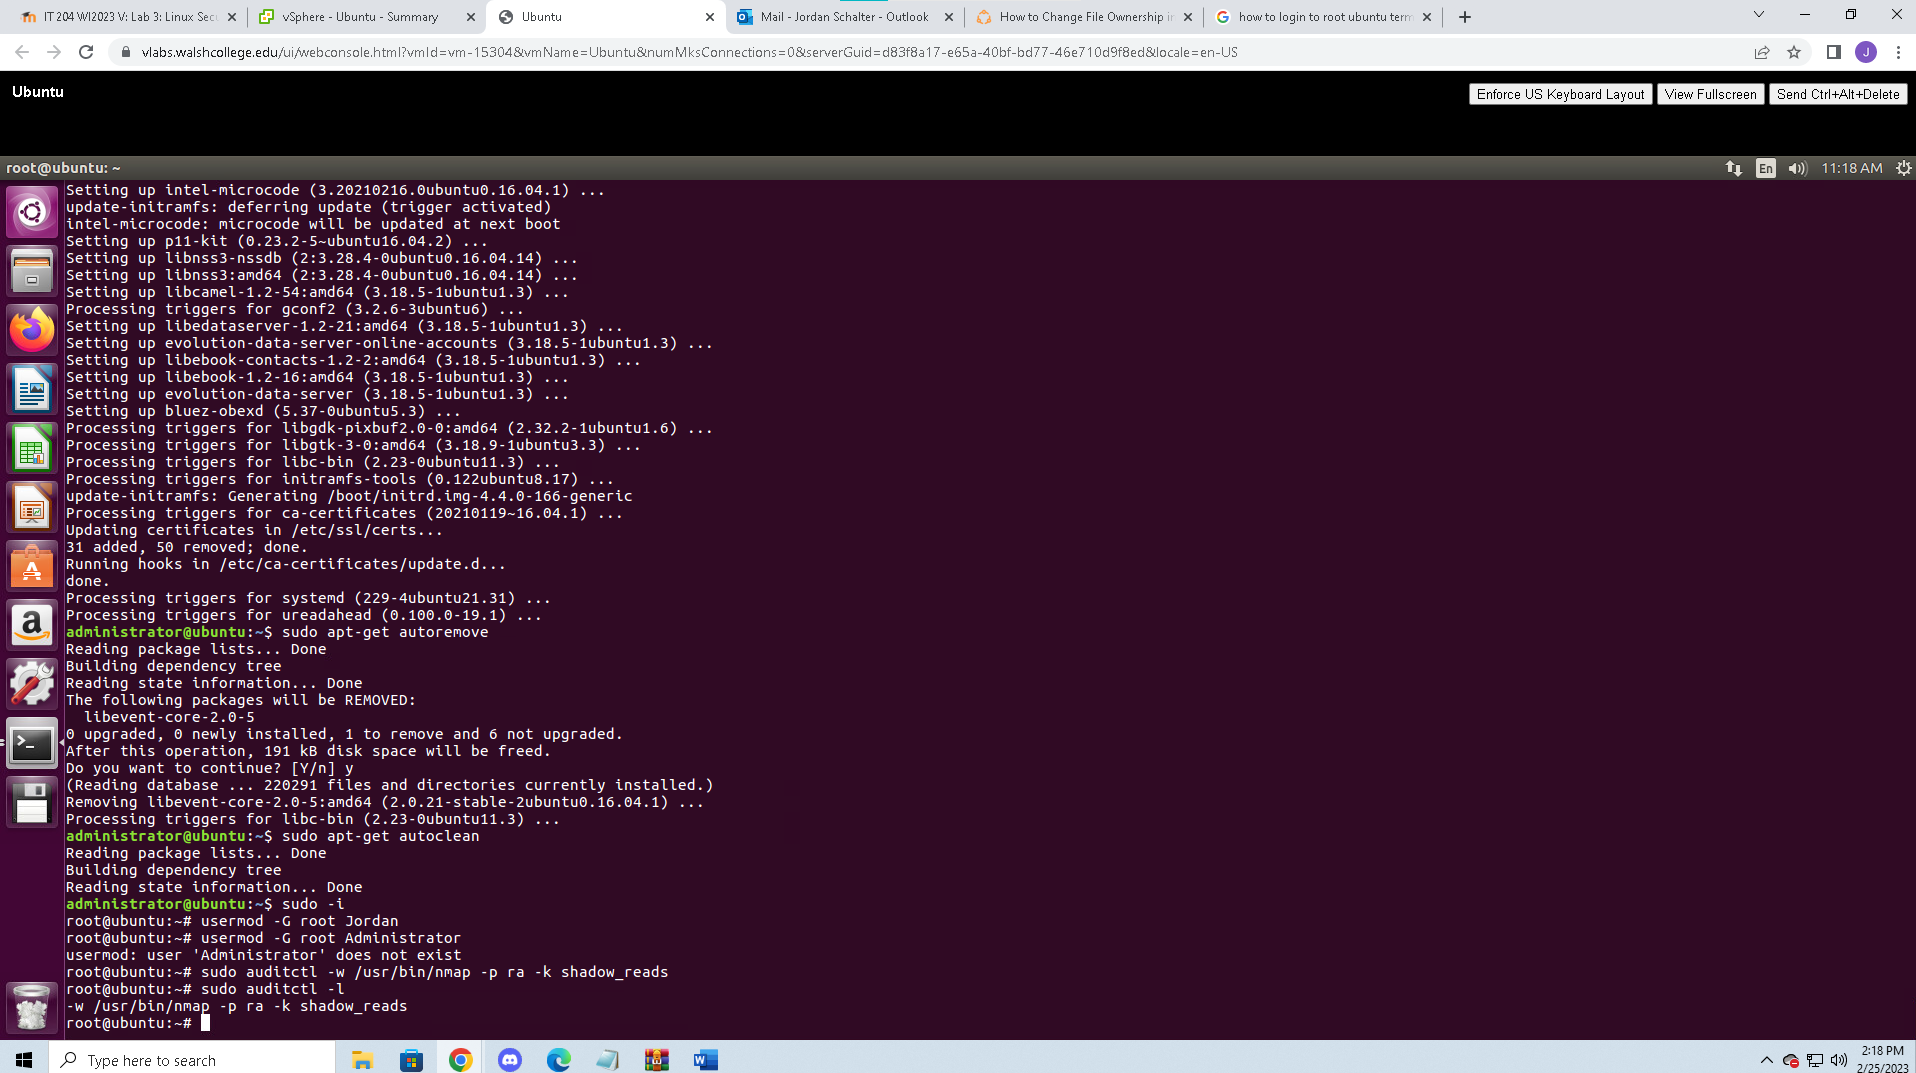 IT 204 WI2023 V: Lab 3: Linux Sec
vSphere - Ubuntu - Summary
Ubuntu
Mail - Jordan Schalter - Outlook
How to Change File Ownership in
how to login to root ubuntu term
vlabs.walshcollege.edu/ui/webconsole.html?vmId=vm-15304&vmName=Ubuntu&numMksConnections=0&serverGuid=d83f8a17-e65a-40bf-bd77-46e710d9f8ed&locale=en-US
J
Ubuntu
Enforce US Keyboard Layout
View Fullscreen
Send Ctrl+Alt+Delete
root@ubuntu: ~
En
11:18 AM
Setting up intel-microcode (3.20210216.0ubuntu0.16.04.1) ...
update-initramfs: deferring update (trigger activated)
intel-microcode: microcode will be updated at next boot
Setting up p11-kit (0.23.2-5~ubuntu16.04.2) ...
Setting up libnss3-nssdb (2:3.28.4-0ubuntu0.16.04.14) ...
Setting up libnss3:amd64 (2:3.28.4-0ubuntu0.16.04.14) ...
Setting up libcamel-1.2-54:amd64 (3.18.5-1ubuntu1.3) ...
Processing triggers for gconf2 (3.2.6-3ubuntu6) ...
Setting up libedataserver-1.2-21:amd64 (3.18.5-1ubuntu1.3) ...
Setting up evolution-data-server-online-accounts (3.18.5-1ubuntu1.3) ...
Setting up libebook-contacts-1.2-2:amd64 (3.18.5-1ubuntu1.3) ...
Setting up libebook-1.2-16:amd64 (3.18.5-1ubuntu1.3) ...
Setting up evolution-data-server (3.18.5-1ubuntu1.3) ...
Setting up bluez-obexd (5.37-0ubuntu5.3) ...
Processing triggers for libgdk-pixbuf2.0-0:amd64 (2.32.2-1ubuntu1.6) ...
Processing triggers for libgtk-3-0:amd64 (3.18.9-1ubuntu3.3) ...
Processing triggers for libc-bin (2.23-0ubuntu11.3) ...
Processing triggers for initramfs-tools (0.122ubuntu8.17) ...
update-initramfs: Generating /boot/initrd.img-4.4.0-166-generic
Processing triggers for ca-certificates (20210119~16.04.1) ...
Updating certificates in /etc/ssl/certs...
31 added, 50 removed; done.
Running hooks in /etc/ca-certificates/update.d...
done.
Processing triggers for systemd (229-4ubuntu21.31) ...
Processing triggers for ureadahead (0.100.0-19.1) ...
administrator@ubuntu:~$ sudo apt-get autoremove
Reading package lists... Done
Building dependency tree
Reading state information... Done
The following packages will be REMOVED:
libevent-core-2.0-5
0 upgraded, 0 newly installed, 1 to remove and 6 not upgraded.
After this operation, 191 kB disk space will be freed.
Do you want to continue? [Y/n] y
(Reading database ... 220291 files and directories currently installed.)
Removing libevent-core-2.0-5:amd64 (2.0.21-stable-2ubuntu0.16.04.1) ...
Processing triggers for libc-bin (2.23-0ubuntu11.3) ...
administrator@ubuntu:~$ sudo apt-get autoclean
Reading package lists... Done
Building dependency tree
Reading state information... Done
administrator@ubuntu:~$ sudo -i
root@ubuntu:~# usermod -G root Jordan
root@ubuntu:~# usermod -G root Administrator
usermod: user 'Administrator' does not exist
root@ubuntu:~# sudo auditctl -w /usr/bin/nmap -p ra -k shadow_reads
root@ubuntu:~# sudo auditctl -l
-w /usr/bin/nmap -p ra -k shadow_reads
root@ubuntu:~#
Type here to search
2:18 PM
2/25/2023